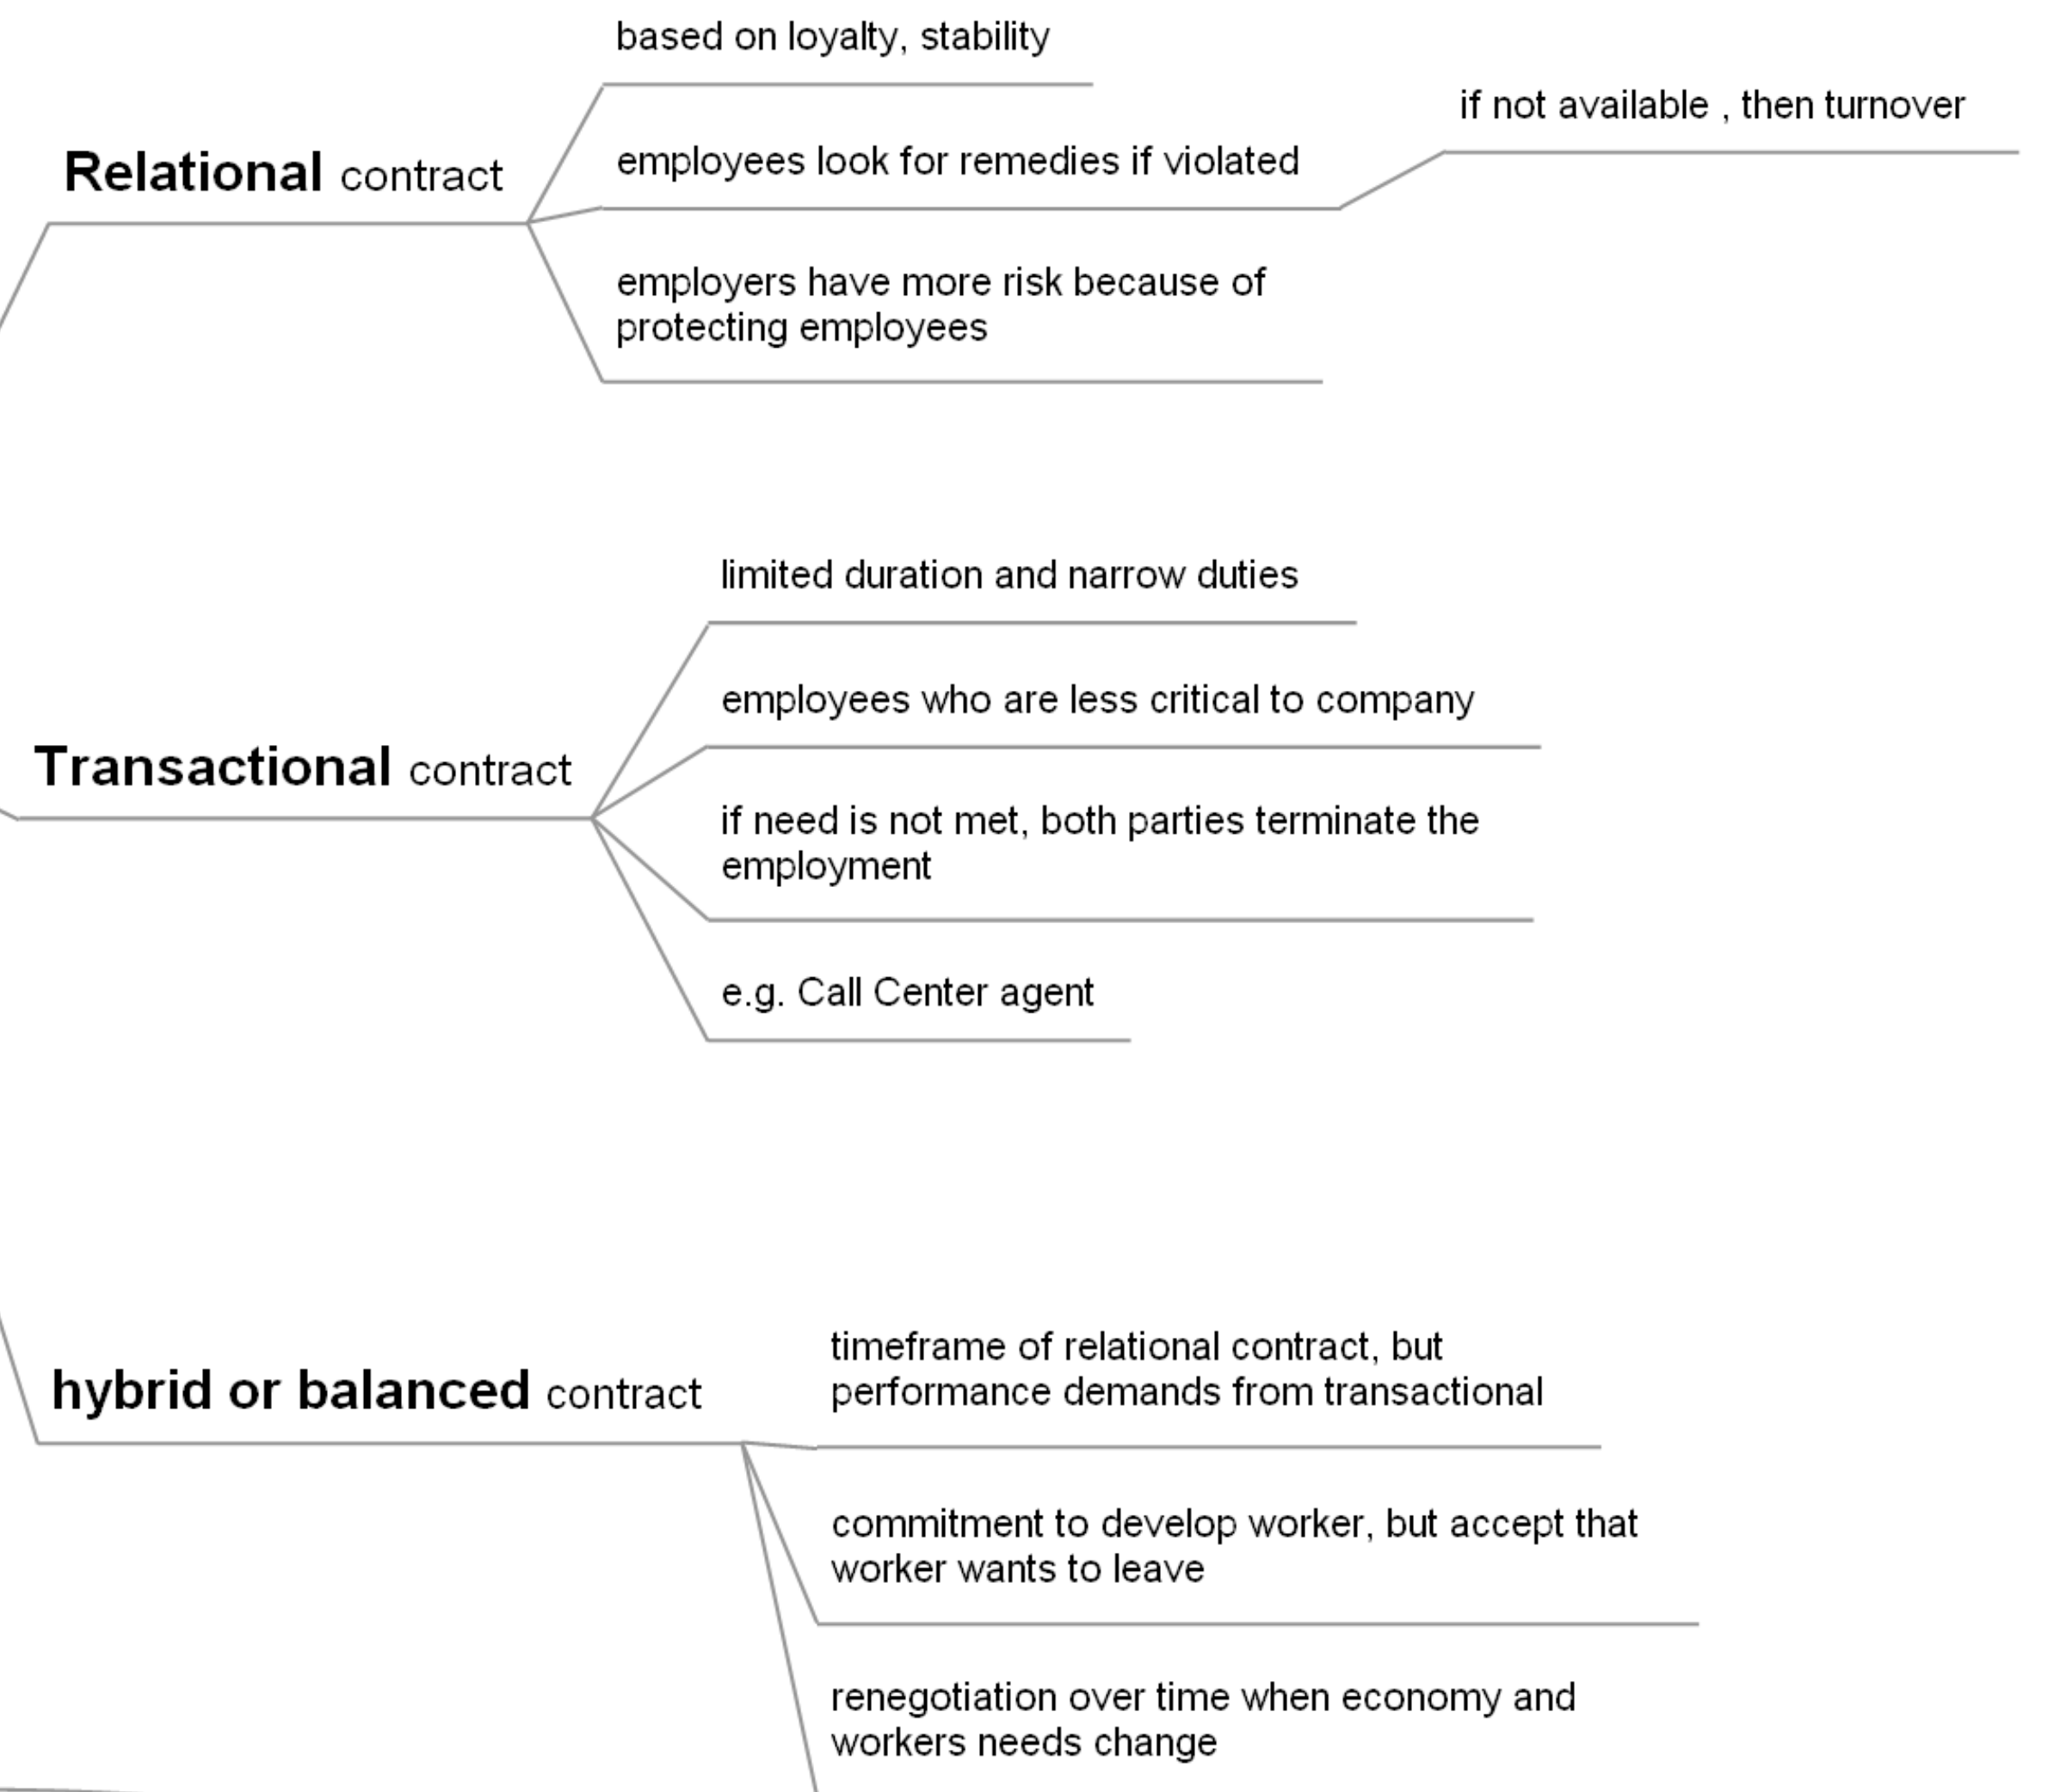 based on loyalty, stability
if not available , then turnover
employees look for remedies if violated
Relational contract
employers have more risk because of
protecting employees
limited duration and narrow duties
employees who are less critical to company
Transactional contract
if need is not met, both parties terminate the
employment
e.g. Call Center agent
timeframe of relational contract, but
performance demands from transactional
hybrid or balanced contract
commitment to develop worker, but accept that
worker wants to leave
renegotiation over time when economy and
workers needs change